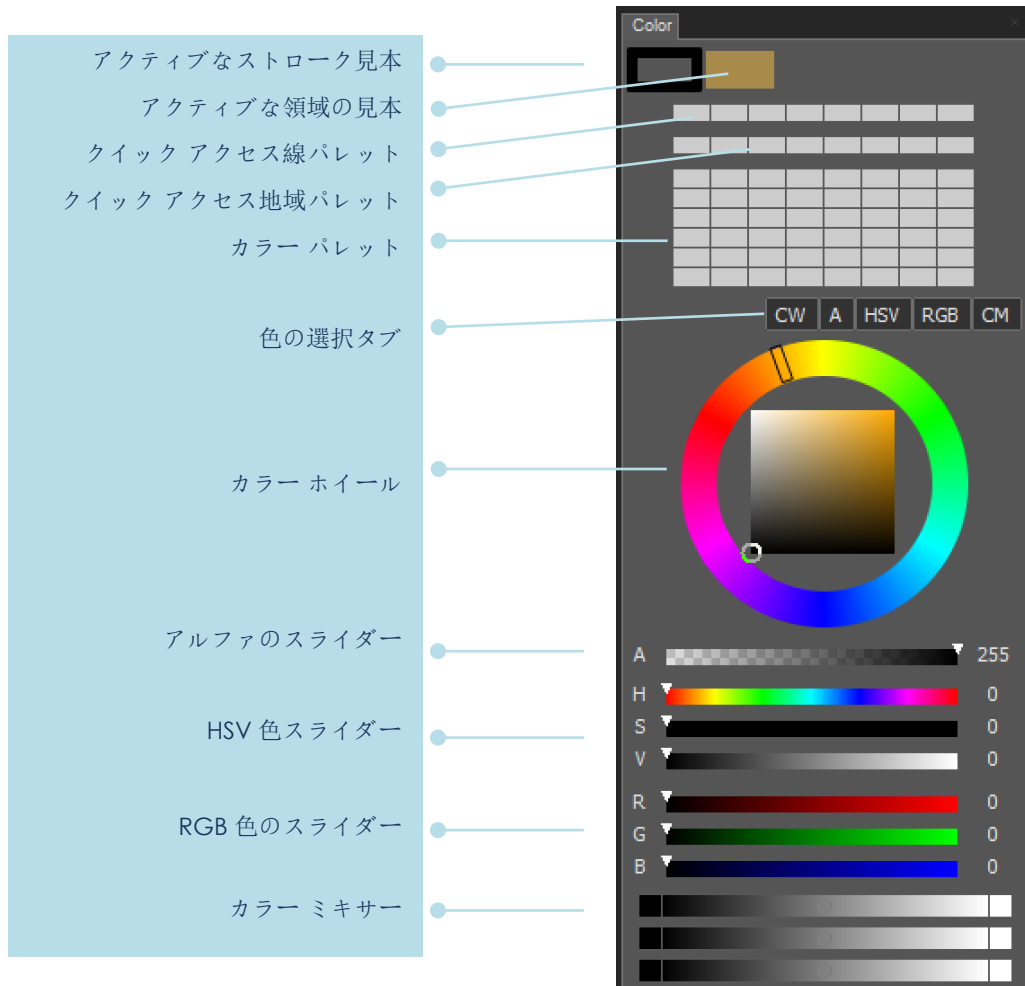 アクティブなストローク見本
アクティブな領域の見本
クイック アクセス線パレット
クイック アクセス地域パレット
カラー パレット
色の選択タブ
カラー ホイール
アルファのスライダー
HSV 色スライダー
RGB 色のスライダー
カラー ミキサー
Color ×
CW A HSV RGB CM
A 255
H 0
S 0
V 0
R 0
G 0
B 0